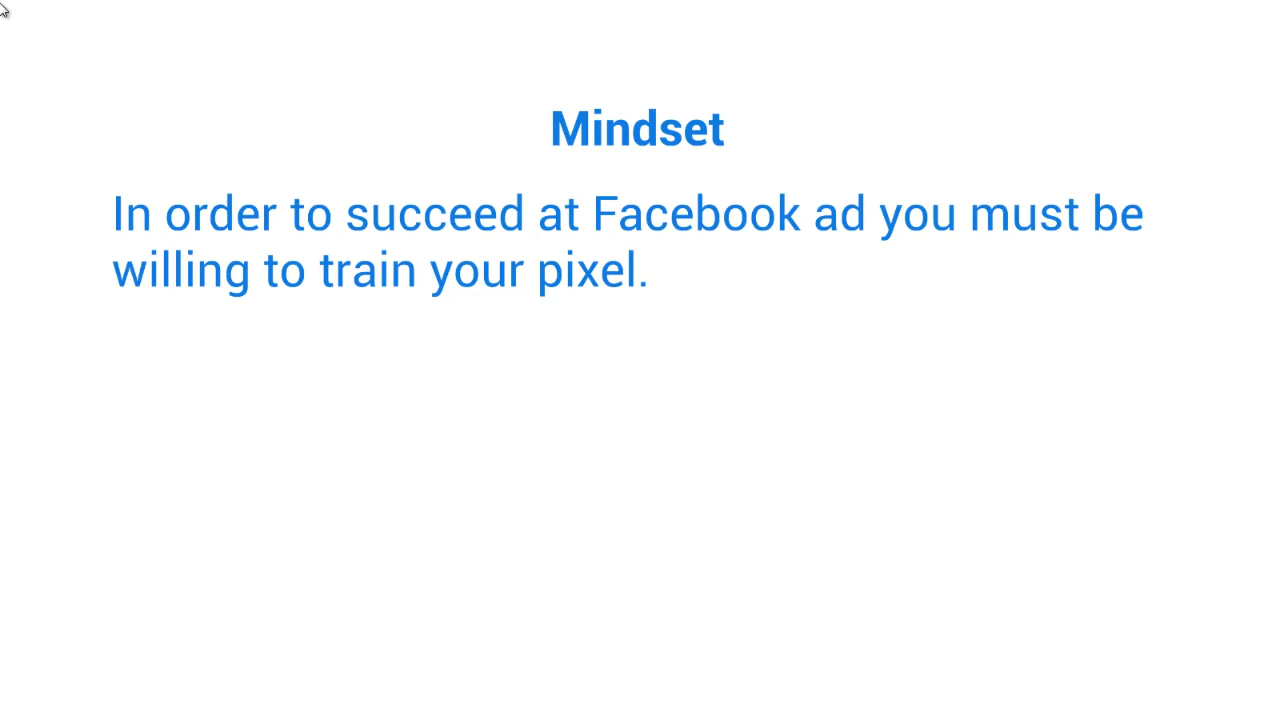 Mindset
In order to succeed at Facebook ad you must be
willing to train your pixel.